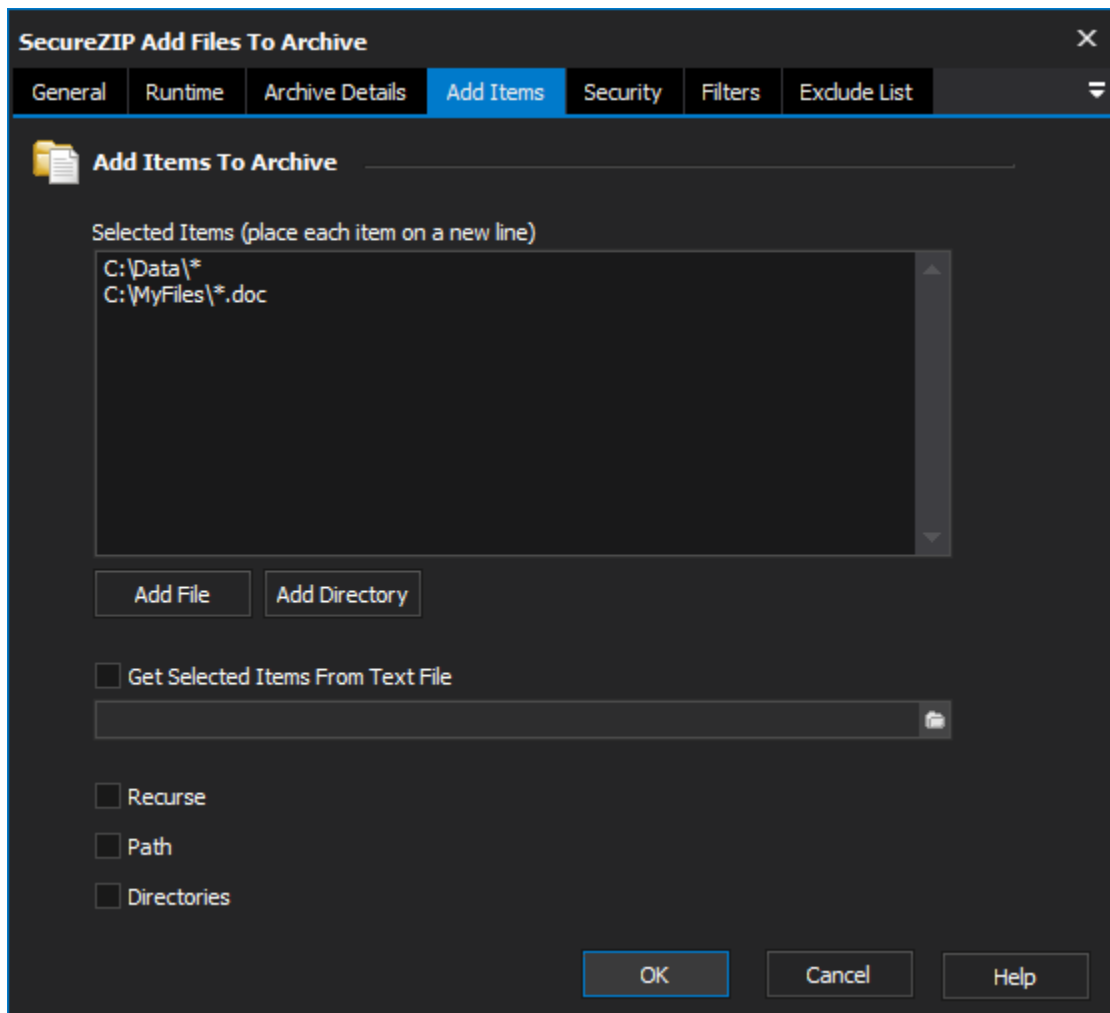 SecureZIP Add Files To Archive
General Runtime Archive Details Add Items Security Filters Exclude List
Add Items To Archive
Selected Items (place each item on a new line)
C:\Data\*
C:\MyFiles\*.doc
Add File Add Directory
Get Selected Items From Text File
Recurse
Path
Directories
OK Cancel Help